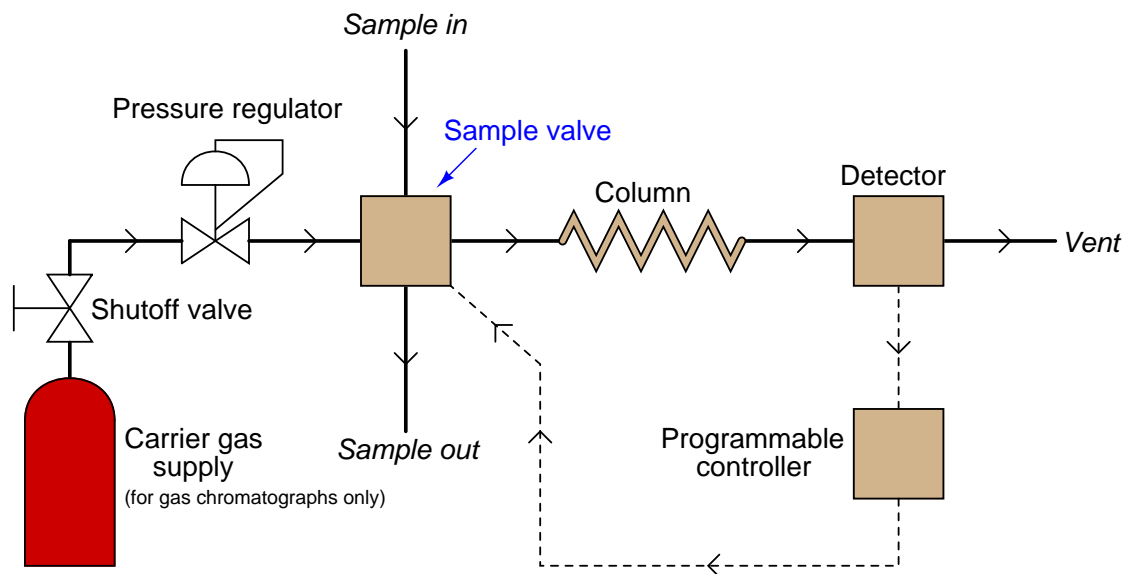 Sample in
Pressure regulator
Sample valve
Column
Detector
Vent
Shutoff valve
Carrier gas
supply
(for gas chromatographs only)
Sample out
Programmable
controller